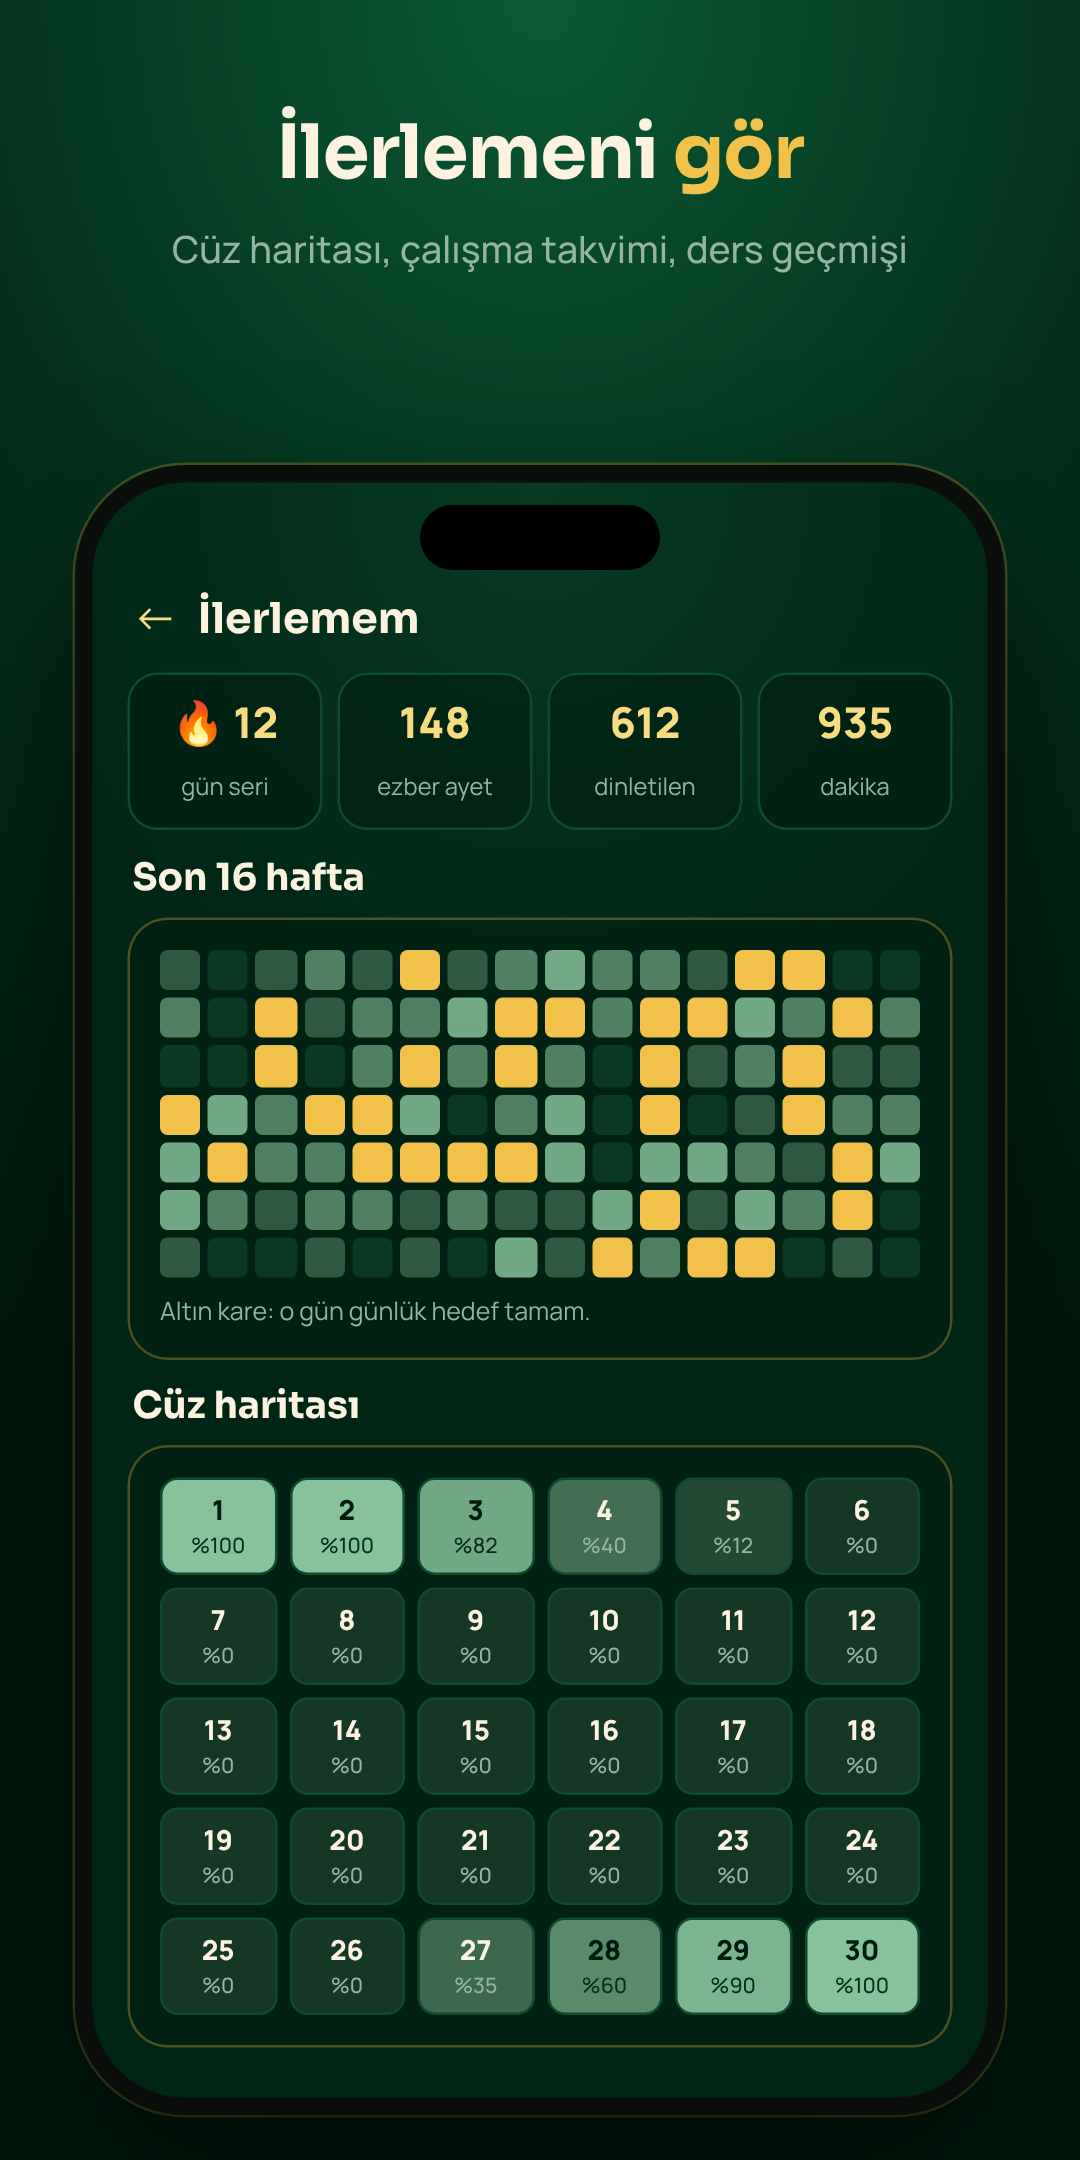 İlerlemeni gör
Cüz haritası, çalışma takvimi, ders geçmişi
← İlerlemem
🔥 12 148 612 935
gün seri ezber ayet dinletilen dakika
Son 16 hafta
Altın kare: o gün günlük hedef tamam.
Cüz haritası
1 2 3 4 5 6
%100 %100 %82 %40 %12 %0
7 8 9 10 11 12
%0 %0 %0 %0 %0 %0
13 14 15 16 17 18
%0 %0 %0 %0 %0 %0
19 20 21 22 23 24
%0 %0 %0 %0 %0 %0
25 26 27 28 29 30
%0 %0 %35 %60 %90 %100